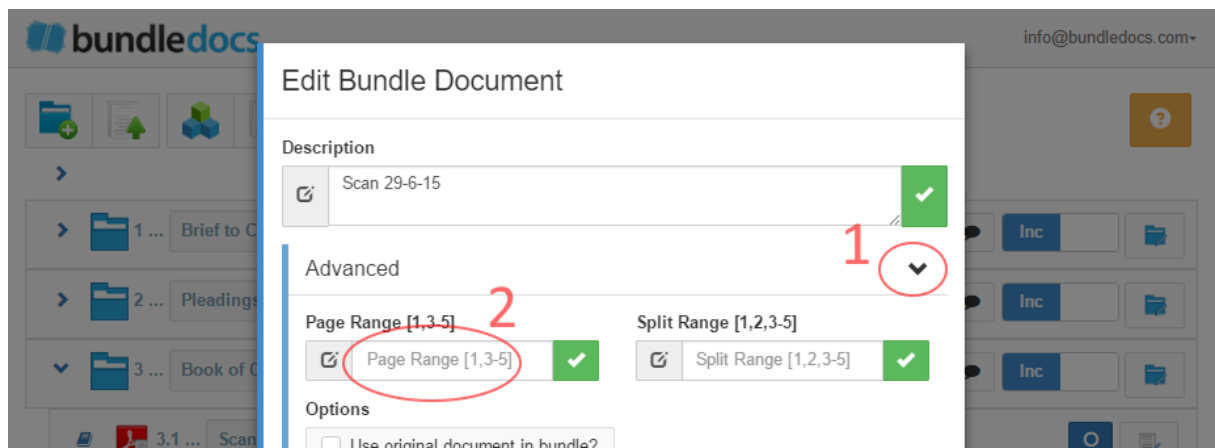 bundledocs
info@bundledocs.com
Edit Bundle Document
Description
Scan 29-6-15
1 ... Brief to C
Inc
1
Advanced
2 ... Pleadings
Inc
2
Page Range [1,3-5]
Split Range [1,2,3-5]
Page Range [1,3-5]
Split Range [1,2,3-5]
3 ... Book of
Inc
Options
Use original document in bundle?
3.1 ... Scan